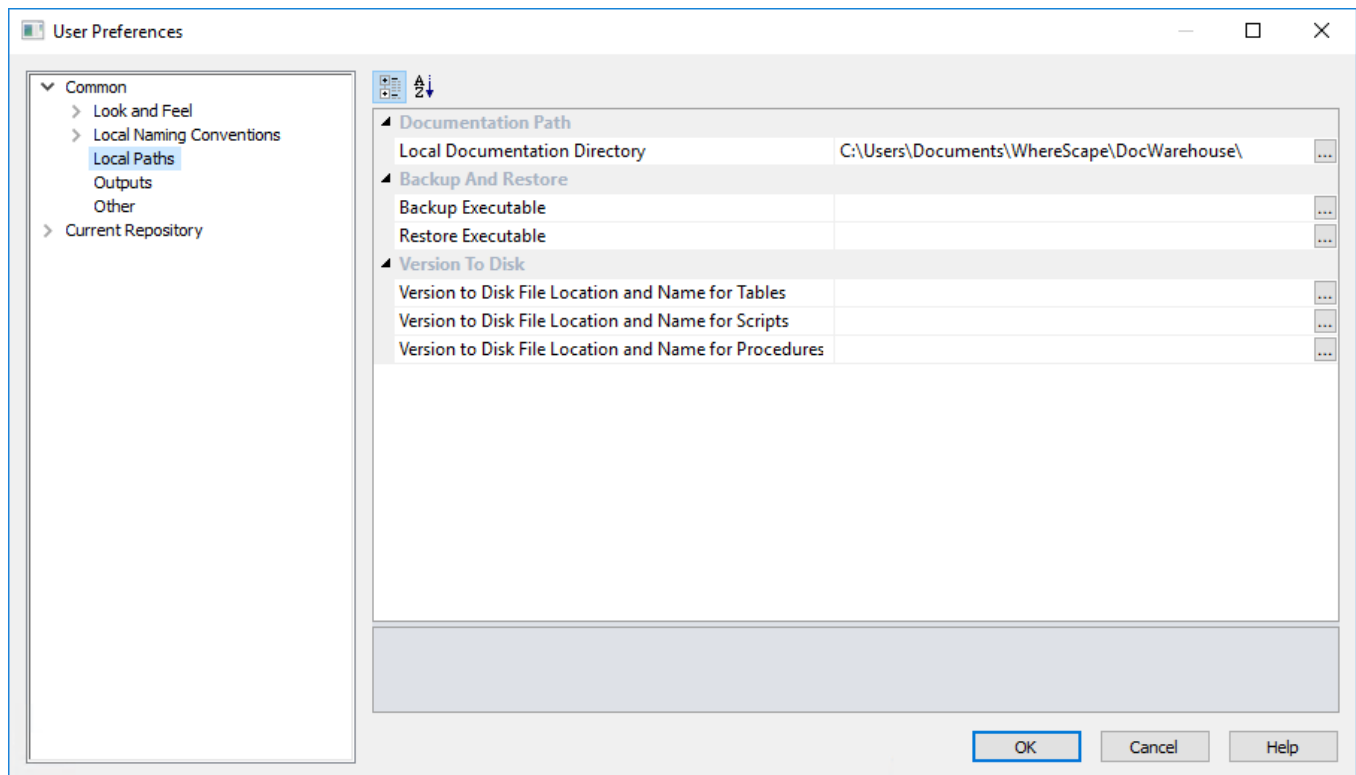 User Preferences
Common
Look and Feel
Local Naming Conventions
Local Paths
Outputs
Other
Current Repository
Documentation Path
Local Documentation Directory C:\Users\Documents\WhereScape\DocWarehouse\ ...
Backup And Restore
Backup Executable ...
Restore Executable ...
Version To Disk
Version to Disk File Location and Name for Tables ...
Version to Disk File Location and Name for Scripts ...
Version to Disk File Location and Name for Procedures ...
OK Cancel Help